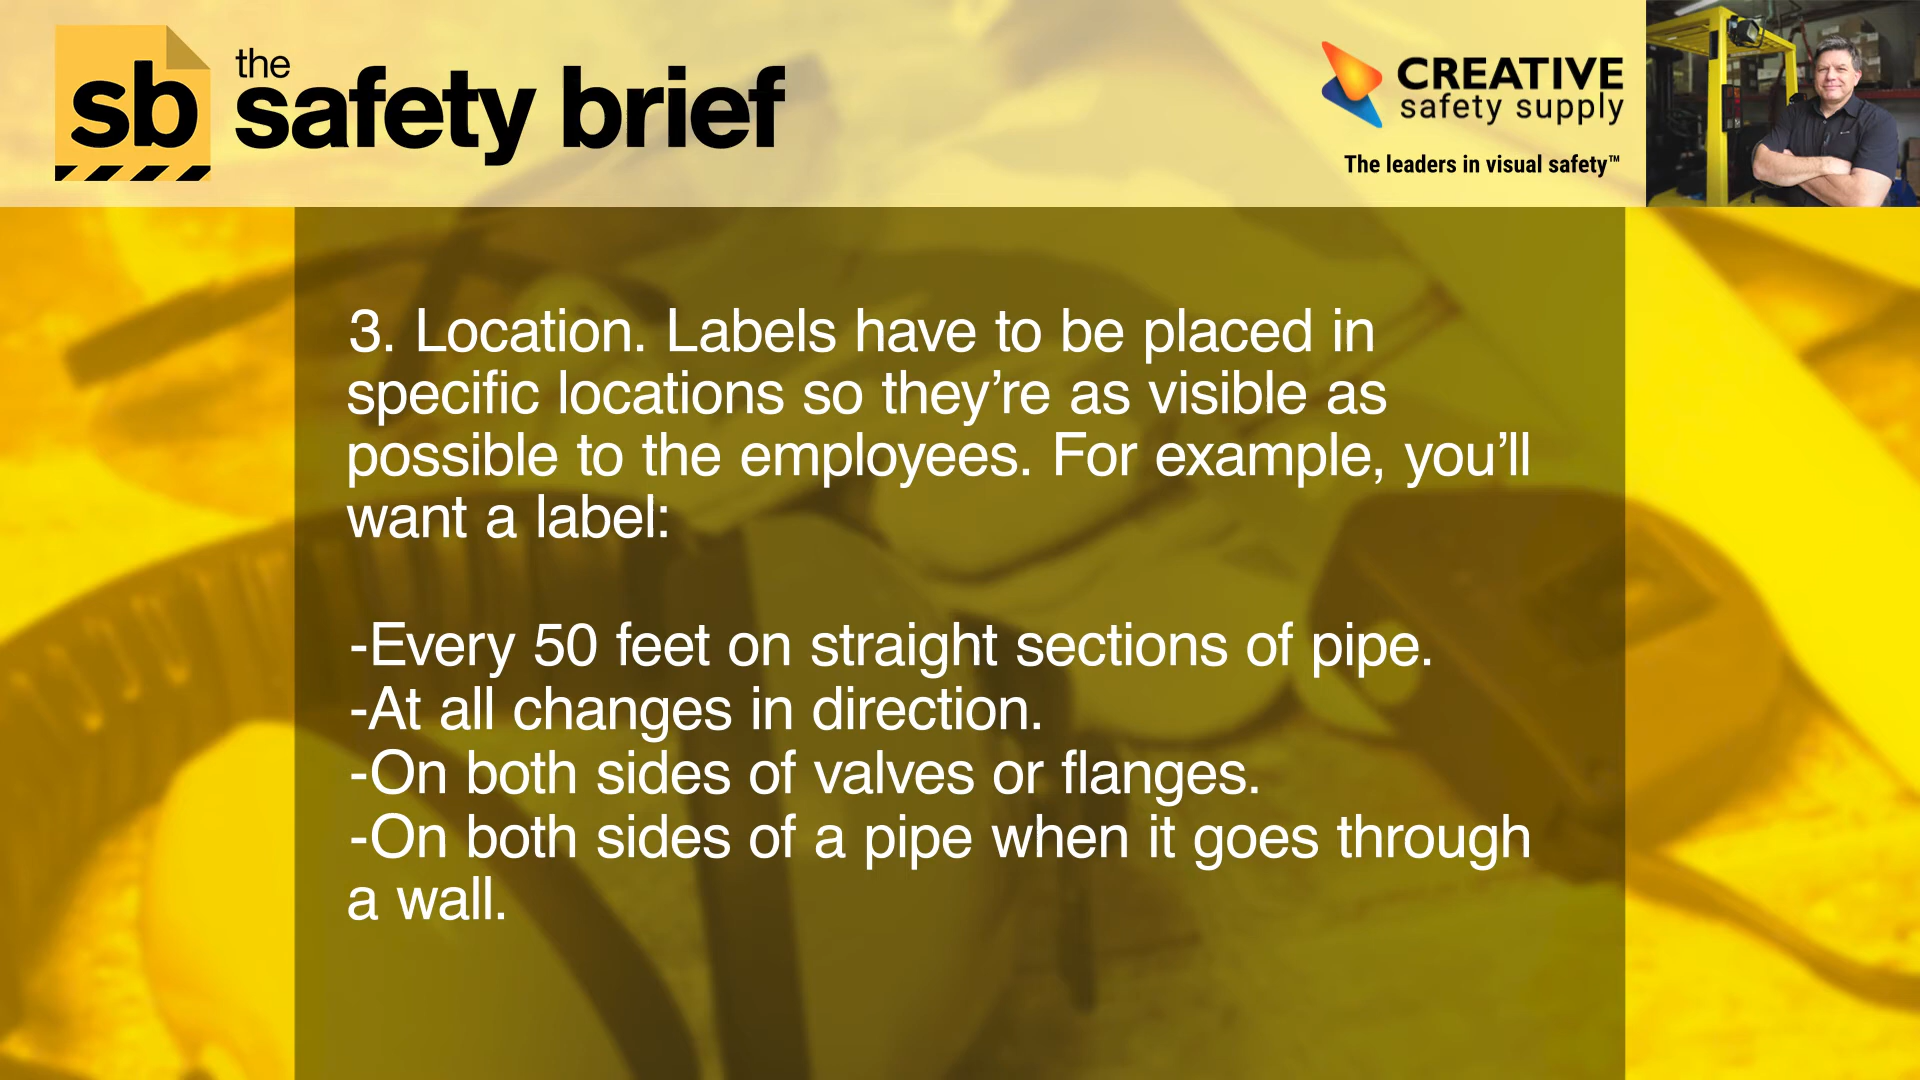 sb
the
safety brief
CREATIVE
safety supply
The leaders in visual safety™
3. Location. Labels have to be placed in
specific locations so they’re as visible as
possible to the employees. For example, you’ll
want a label:
-Every 50 feet on straight sections of pipe.
-At all changes in direction.
-On both sides of valves or flanges.
-On both sides of a pipe when it goes through
a wall.